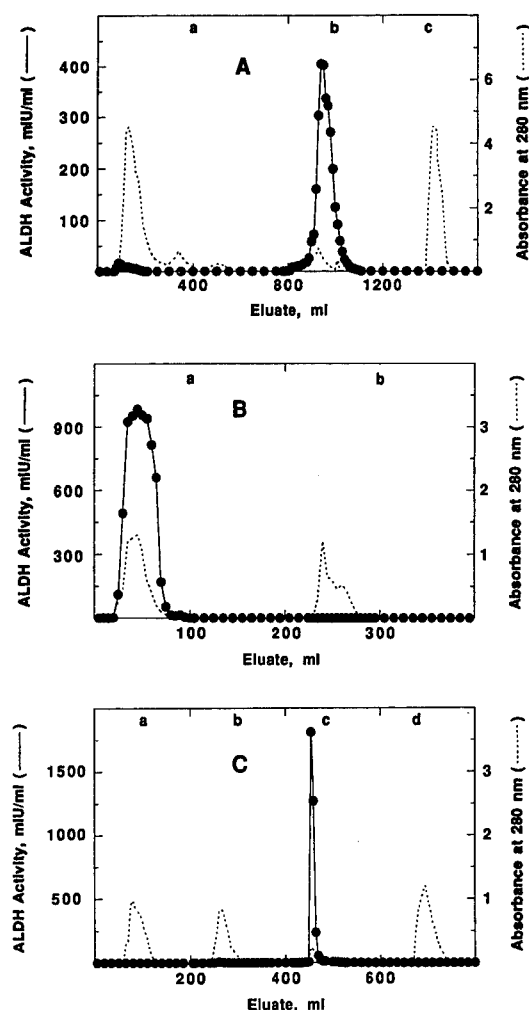 a b c
A
ALDH Activity, mIU/ml (——)
400
300
200
100
6
4
2
Absorbance at 280 nm (......)
400 800 1200
Eluate, ml
a b
B
ALDH Activity, mIU/ml (——)
900
600
300
3
2
1
Absorbance at 280 nm (......)
100 200 300
Eluate, ml
a b c d
C
ALDH Activity, mIU/ml (——)
1500
1000
500
3
2
1
Absorbance at 280 nm (......)
200 400 600
Eluate, ml